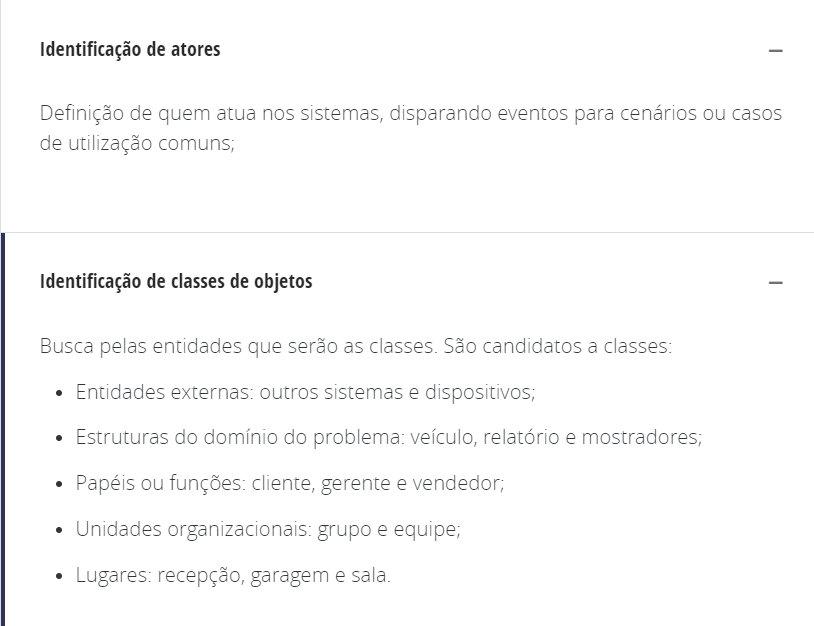 Identificação de atores
Definição de quem atua nos sistemas, disparando eventos para cenários ou casos
de utilização comuns;
Identificação de classes de objetos
Busca pelas entidades que serão as classes. São candidatos a classes:
• Entidades externas: outros sistemas e dispositivos;
• Estruturas do domínio do problema: veículo, relatório e mostradores;
• Papéis ou funções: cliente, gerente e vendedor;
• Unidades organizacionais: grupo e equipe;
• Lugares: recepção, garagem e sala.